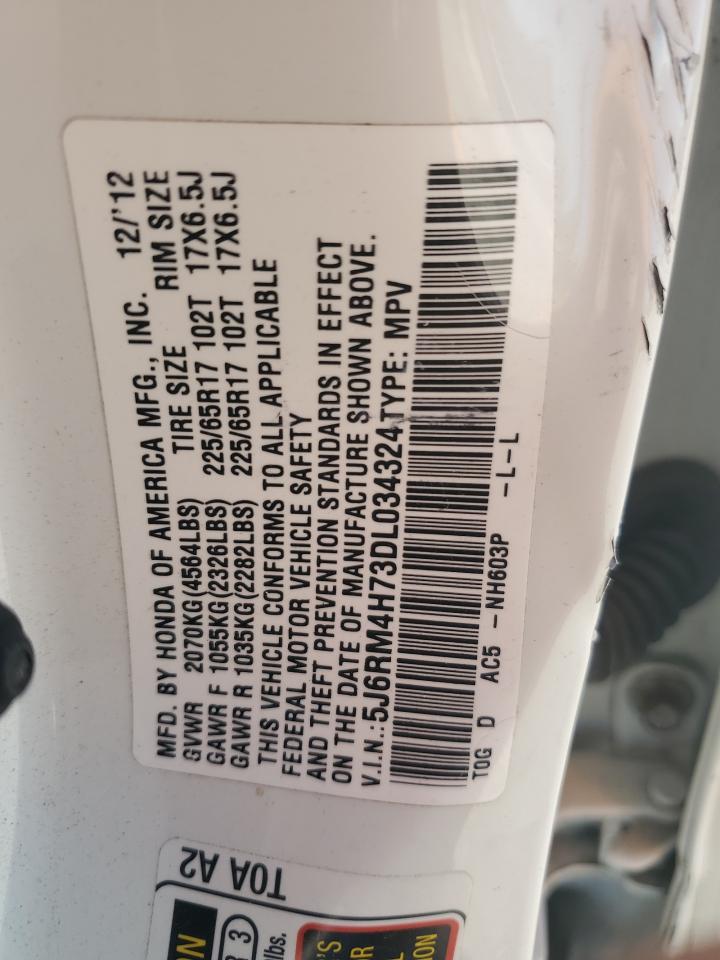 MFD. BY HONDA OF AMERICA MFG., INC. 12/'12
GVWR 2070KG(4564LBS) TIRE SIZE RIM SIZE
GAWR F 1055KG(2326LBS) 225/65R17 102T 17X6.5J
GAWR R 1035KG(2282LBS) 225/65R17 102T 17X6.5J
THIS VEHICLE CONFORMS TO ALL APPLICABLE
FEDERAL MOTOR VEHICLE SAFETY
AND THEFT PREVENTION STANDARDS IN EFFECT
ON THE DATE OF MANUFACTURE SHOWN ABOVE.
V.I.N.:5J6RM4H73DL034324 TYPE: MPV
TOG D AC5 -NH603P -L-L
TOA A2
3
lbs.